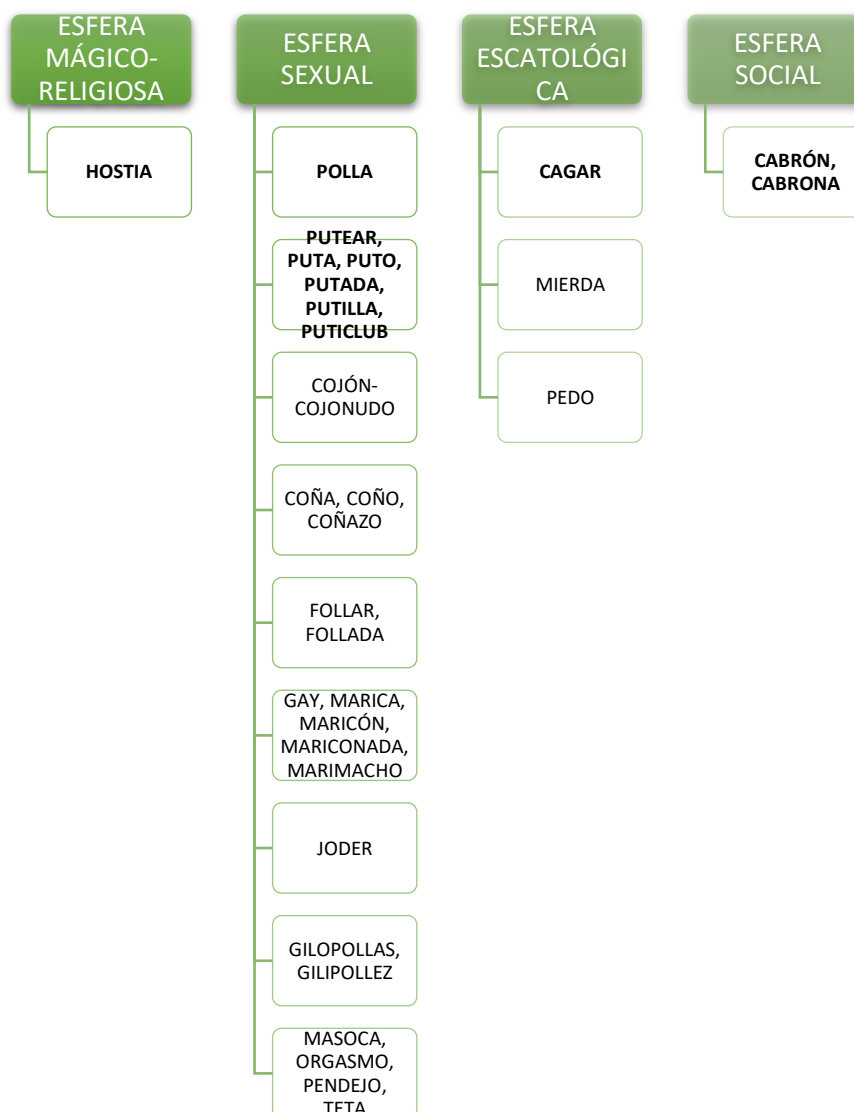 ESFERA
MÁGICO-
RELIGIOSA
HOSTIA
ESFERA
SEXUAL
POLLA
PUTEAR,
PUTA, PUTO,
PUTADA,
PUTILLA,
PUTICLUB
COJÓN-
COJONUDO
COÑA, COÑO,
COÑAZO
FOLLAR,
FOLLADA
GAY, MARICA,
MARICÓN,
MARICONADA,
MARIMACHO
JODER
GILOPOLLAS,
GILIPOLLEZ
MASOCA,
ORGASMO,
PENDEJO,
TETA
ESFERA
ESCATOLÓGI
CA
CAGAR
MIERDA
PEDO
ESFERA
SOCIAL
CABRÓN,
CABRONA